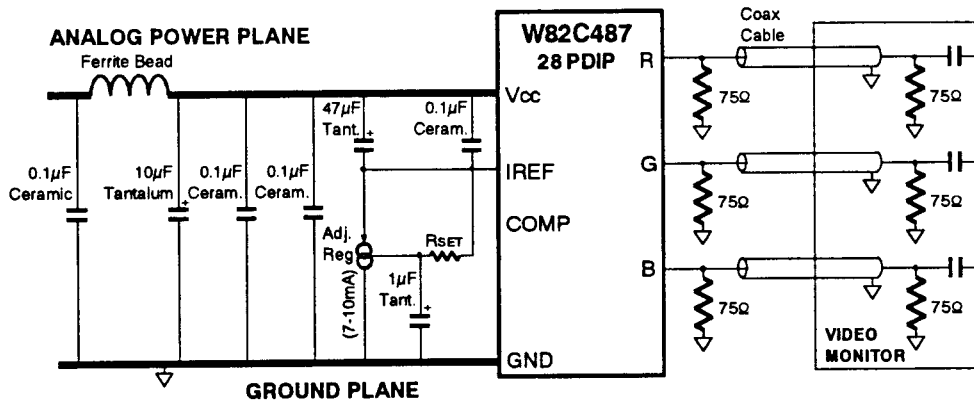 ANALOG POWER PLANE
Ferrite Bead
0.1µF
Ceramic
10µF
Tantalum
+
0.1µF
Ceram.
0.1µF
Ceram.
47µF
Tant.
+
0.1µF
Ceram.
Adj.
Reg
(7-10mA)
RSET
1µF
Tant.
+
GROUND PLANE
W82C487
28 PDIP
Vcc
IREF
COMP
GND
R
G
B
Coax
Cable
75Ω
75Ω
75Ω
75Ω
75Ω
75Ω
VIDEO
MONITOR